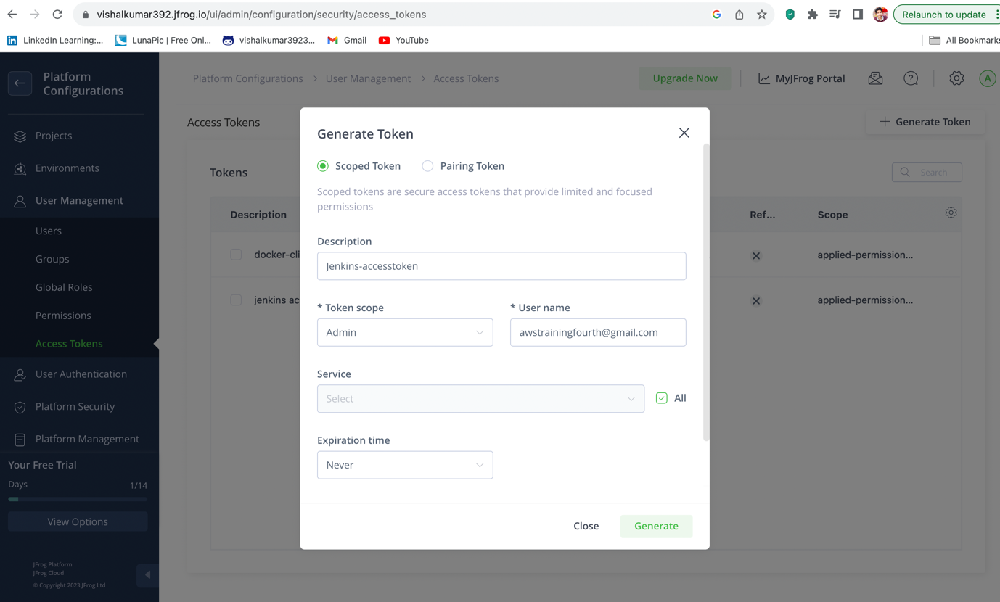 vishalkumar392.jfrog.io/ui/admin/configuration/security/access_tokens
Relaunch to update
LinkedIn Learning:...
LunaPic | Free Onl...
vishalkumar3923...
Gmail
YouTube
All Bookmarks
Platform
Configurations
Projects
Environments
User Management
Users
Groups
Global Roles
Permissions
Access Tokens
User Authentication
Platform Security
Platform Management
Your Free Trial
Days 1/14
View Options
JFrog Platform
JFrog Cloud
© Copyright 2023 JFrog Ltd
Platform Configurations > User Management > Access Tokens
Upgrade Now
MyJFrog Portal
A
Access Tokens
+ Generate Token
Tokens
Search
Description Ref... Scope
docker-cli applied-permission...
jenkins ac applied-permission...
Generate Token
Scoped Token Pairing Token
Scoped tokens are secure access tokens that provide limited and focused
permissions
Description
Jenkins-accesstoken
* Token scope * User name
Admin awstrainingfourth@gmail.com
Service
Select All
Expiration time
Never
Close Generate